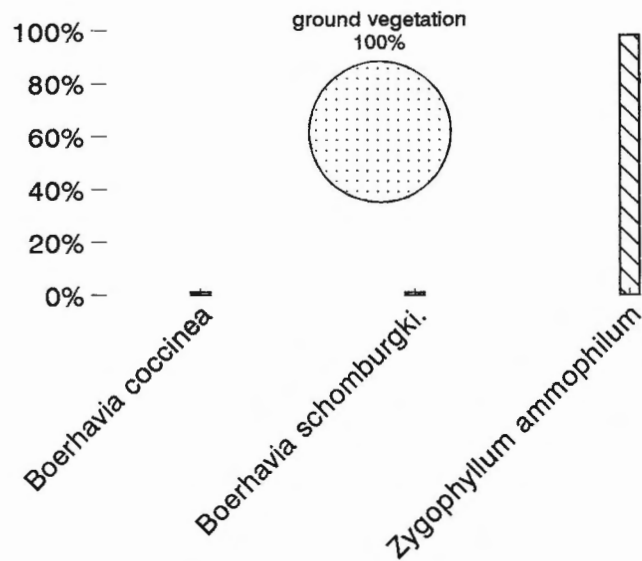 ground vegetation
100%
100%
80%
60%
40%
20%
0%
Boerhavia coccinea
Boerhavia schomburgki.
Zygophyllum ammophilum